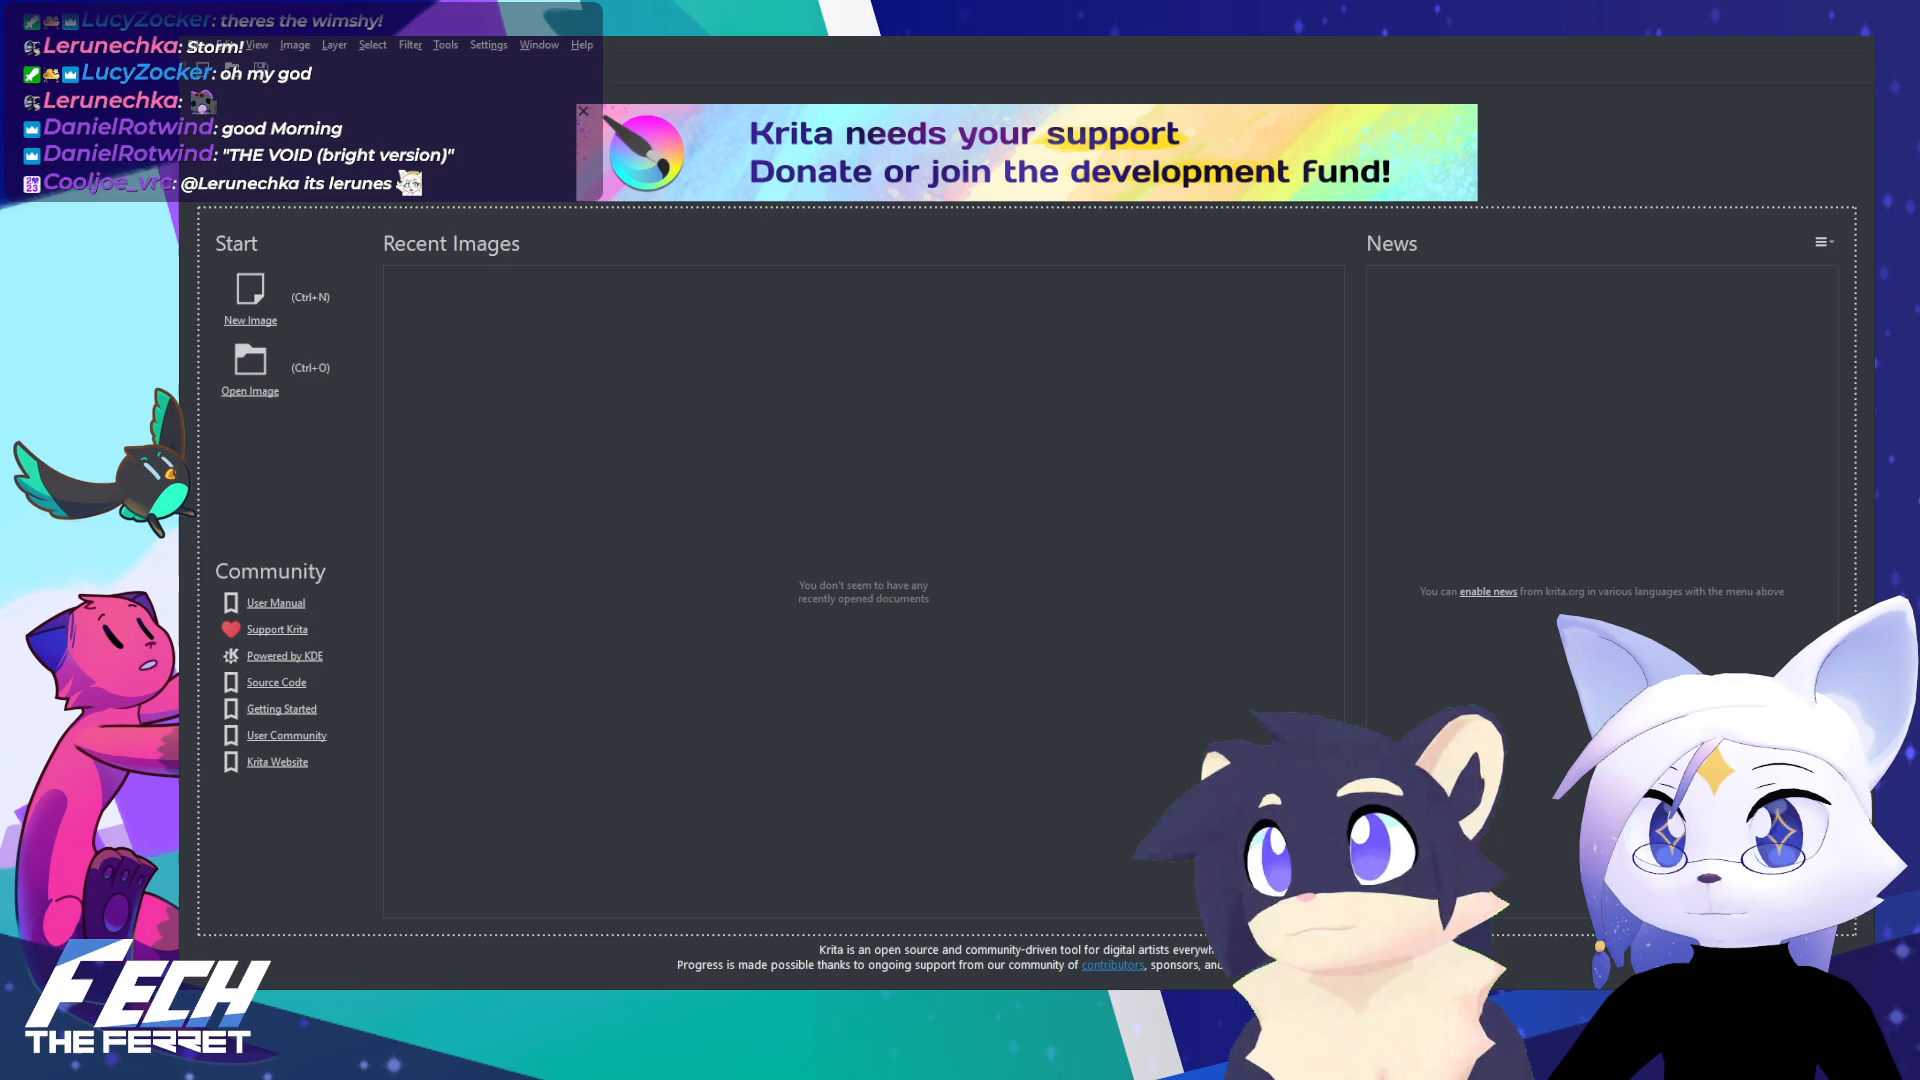 LucyZocker: theres the wimshy!
Lerunechka: Storm!
LucyZocker: oh my god
Lerunechka:
DanielRotwind: good Morning
DanielRotwind: "THE VOID (bright version)"
Cooljoe_vrc: @Lerunechka its lerunes
View Image Layer Select Filter Tools Settings Window Help
Krita needs your support
Donate or join the development fund!
Start
(Ctrl+N)
New Image
(Ctrl+O)
Open Image
Recent Images
You don't seem to have any
recently opened documents
News
You can enable news from krita.org in various languages with the menu above
Community
User Manual
Support Krita
Powered by KDE
Source Code
Getting Started
User Community
Krita Website
Krita is an open source and community-driven tool for digital artists
Progress is made possible thanks to ongoing support from our community of contributors, sponsors, and
FECH
THE FERRET